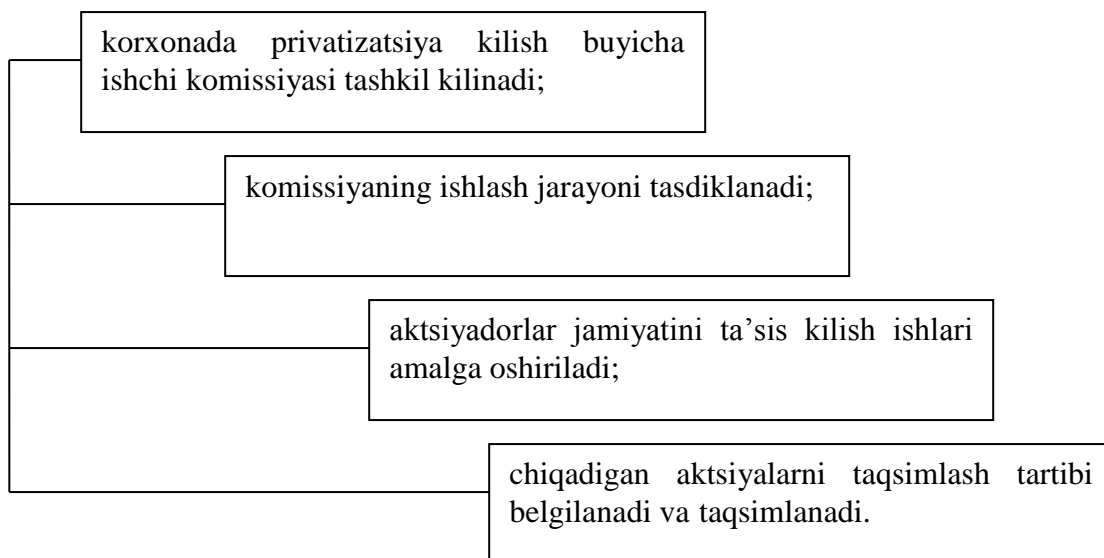 korxonada privatizatsiya kilish buyicha
ishchi komissiyasi tashkil kilinadi;
komissiyaning ishlash jarayoni tasdiklanadi;
aktsiyadorlar jamiyatini ta’sis kilish ishlari
amalga oshiriladi;
chiqadigan aktsiyalarni taqsimlash tartibi
belgilanadi va taqsimlanadi.